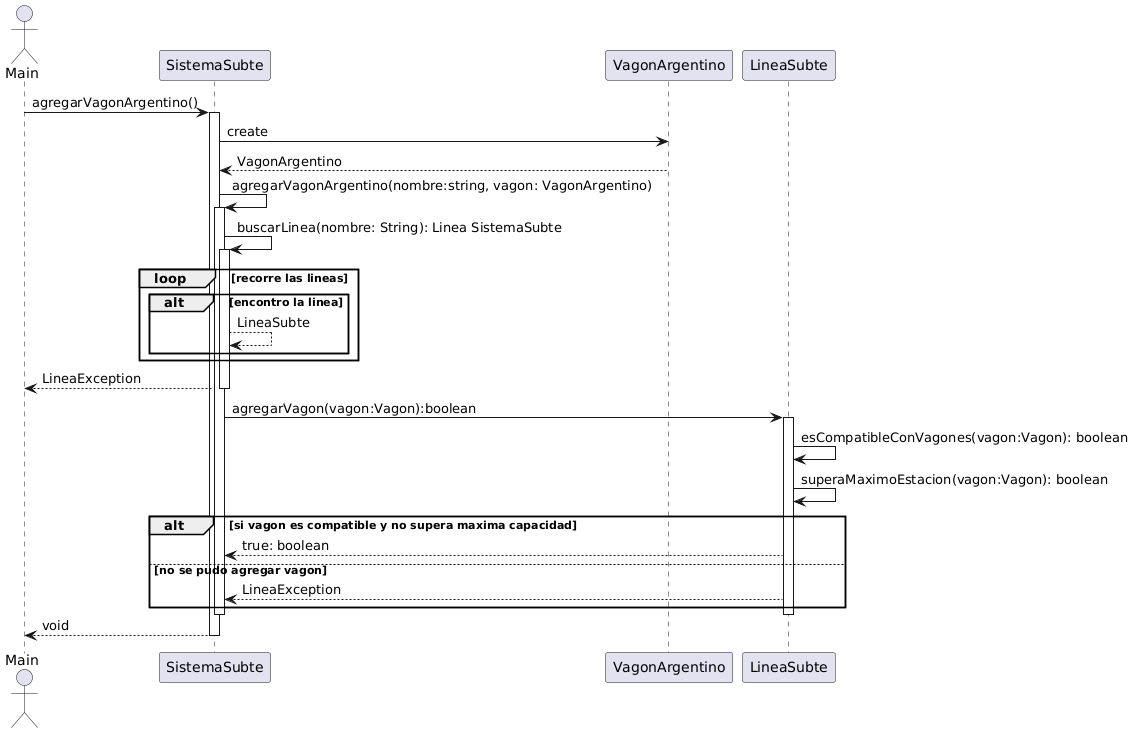 Main
SistemaSubte
VagonArgentino
LineaSubte
agregarVagonArgentino()
create
VagonArgentino
agregarVagonArgentino(nombre:string, vagon: VagonArgentino)
buscarLinea(nombre: String): Linea SistemaSubte
loop [recorre las lineas]
alt [encontro la linea]
LineaSubte
LineaException
agregarVagon(vagon:Vagon):boolean
esCompatibleConVagones(vagon:Vagon): boolean
superaMaximoEstacion(vagon:Vagon): boolean
alt [si vagon es compatible y no supera maxima capacidad]
true: boolean
[no se pudo agregar vagon]
LineaException
void
Main
SistemaSubte
VagonArgentino
LineaSubte